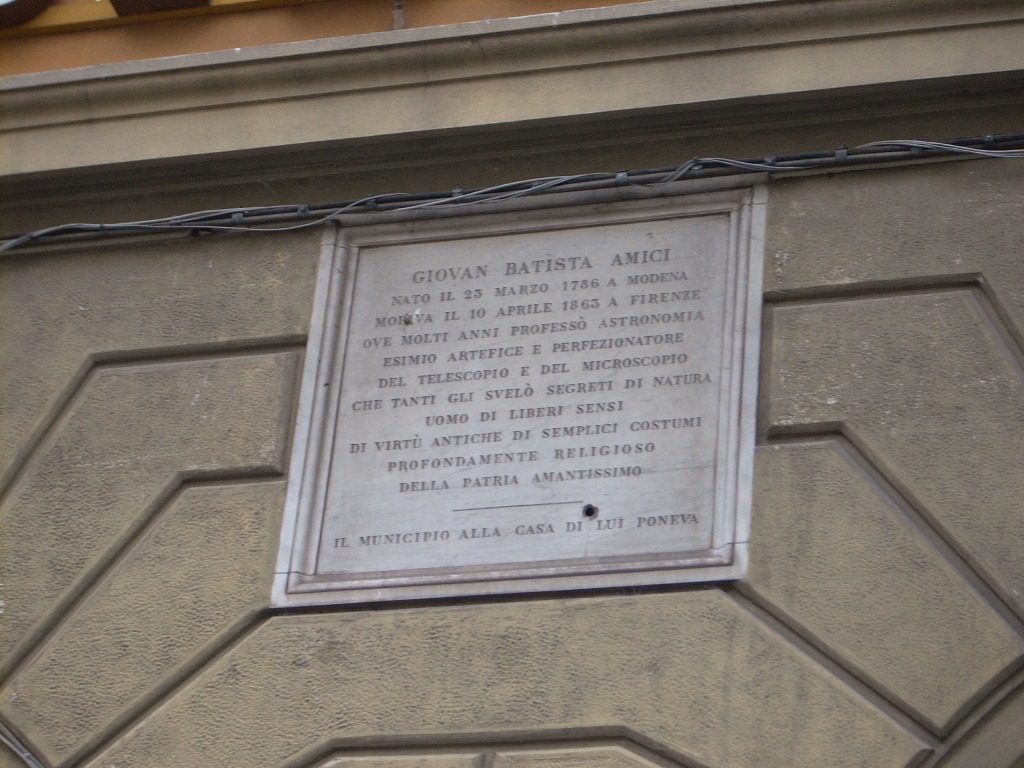 GIOVAN BATISTA AMICI
NATO IL 23 MARZO 1786 A MODENA
MORIVA IL 10 APRILE 1863 A FIRENZE
OVE MOLTI ANNI PROFESSÒ ASTRONOMIA
ESIMIO ARTEFICE E PERFEZIONATORE
DEL TELESCOPIO E DEL MICROSCOPIO
CHE TANTI GLI SVELÒ SEGRETI DI NATURA
UOMO DI LIBERI SENSI
DI VIRTÙ ANTICHE DI SEMPLICI COSTUMI
PROFONDAMENTE RELIGIOSO
DELLA PATRIA AMANTISSIMO
IL MUNICIPIO ALLA CASA DI LUI PONEVA